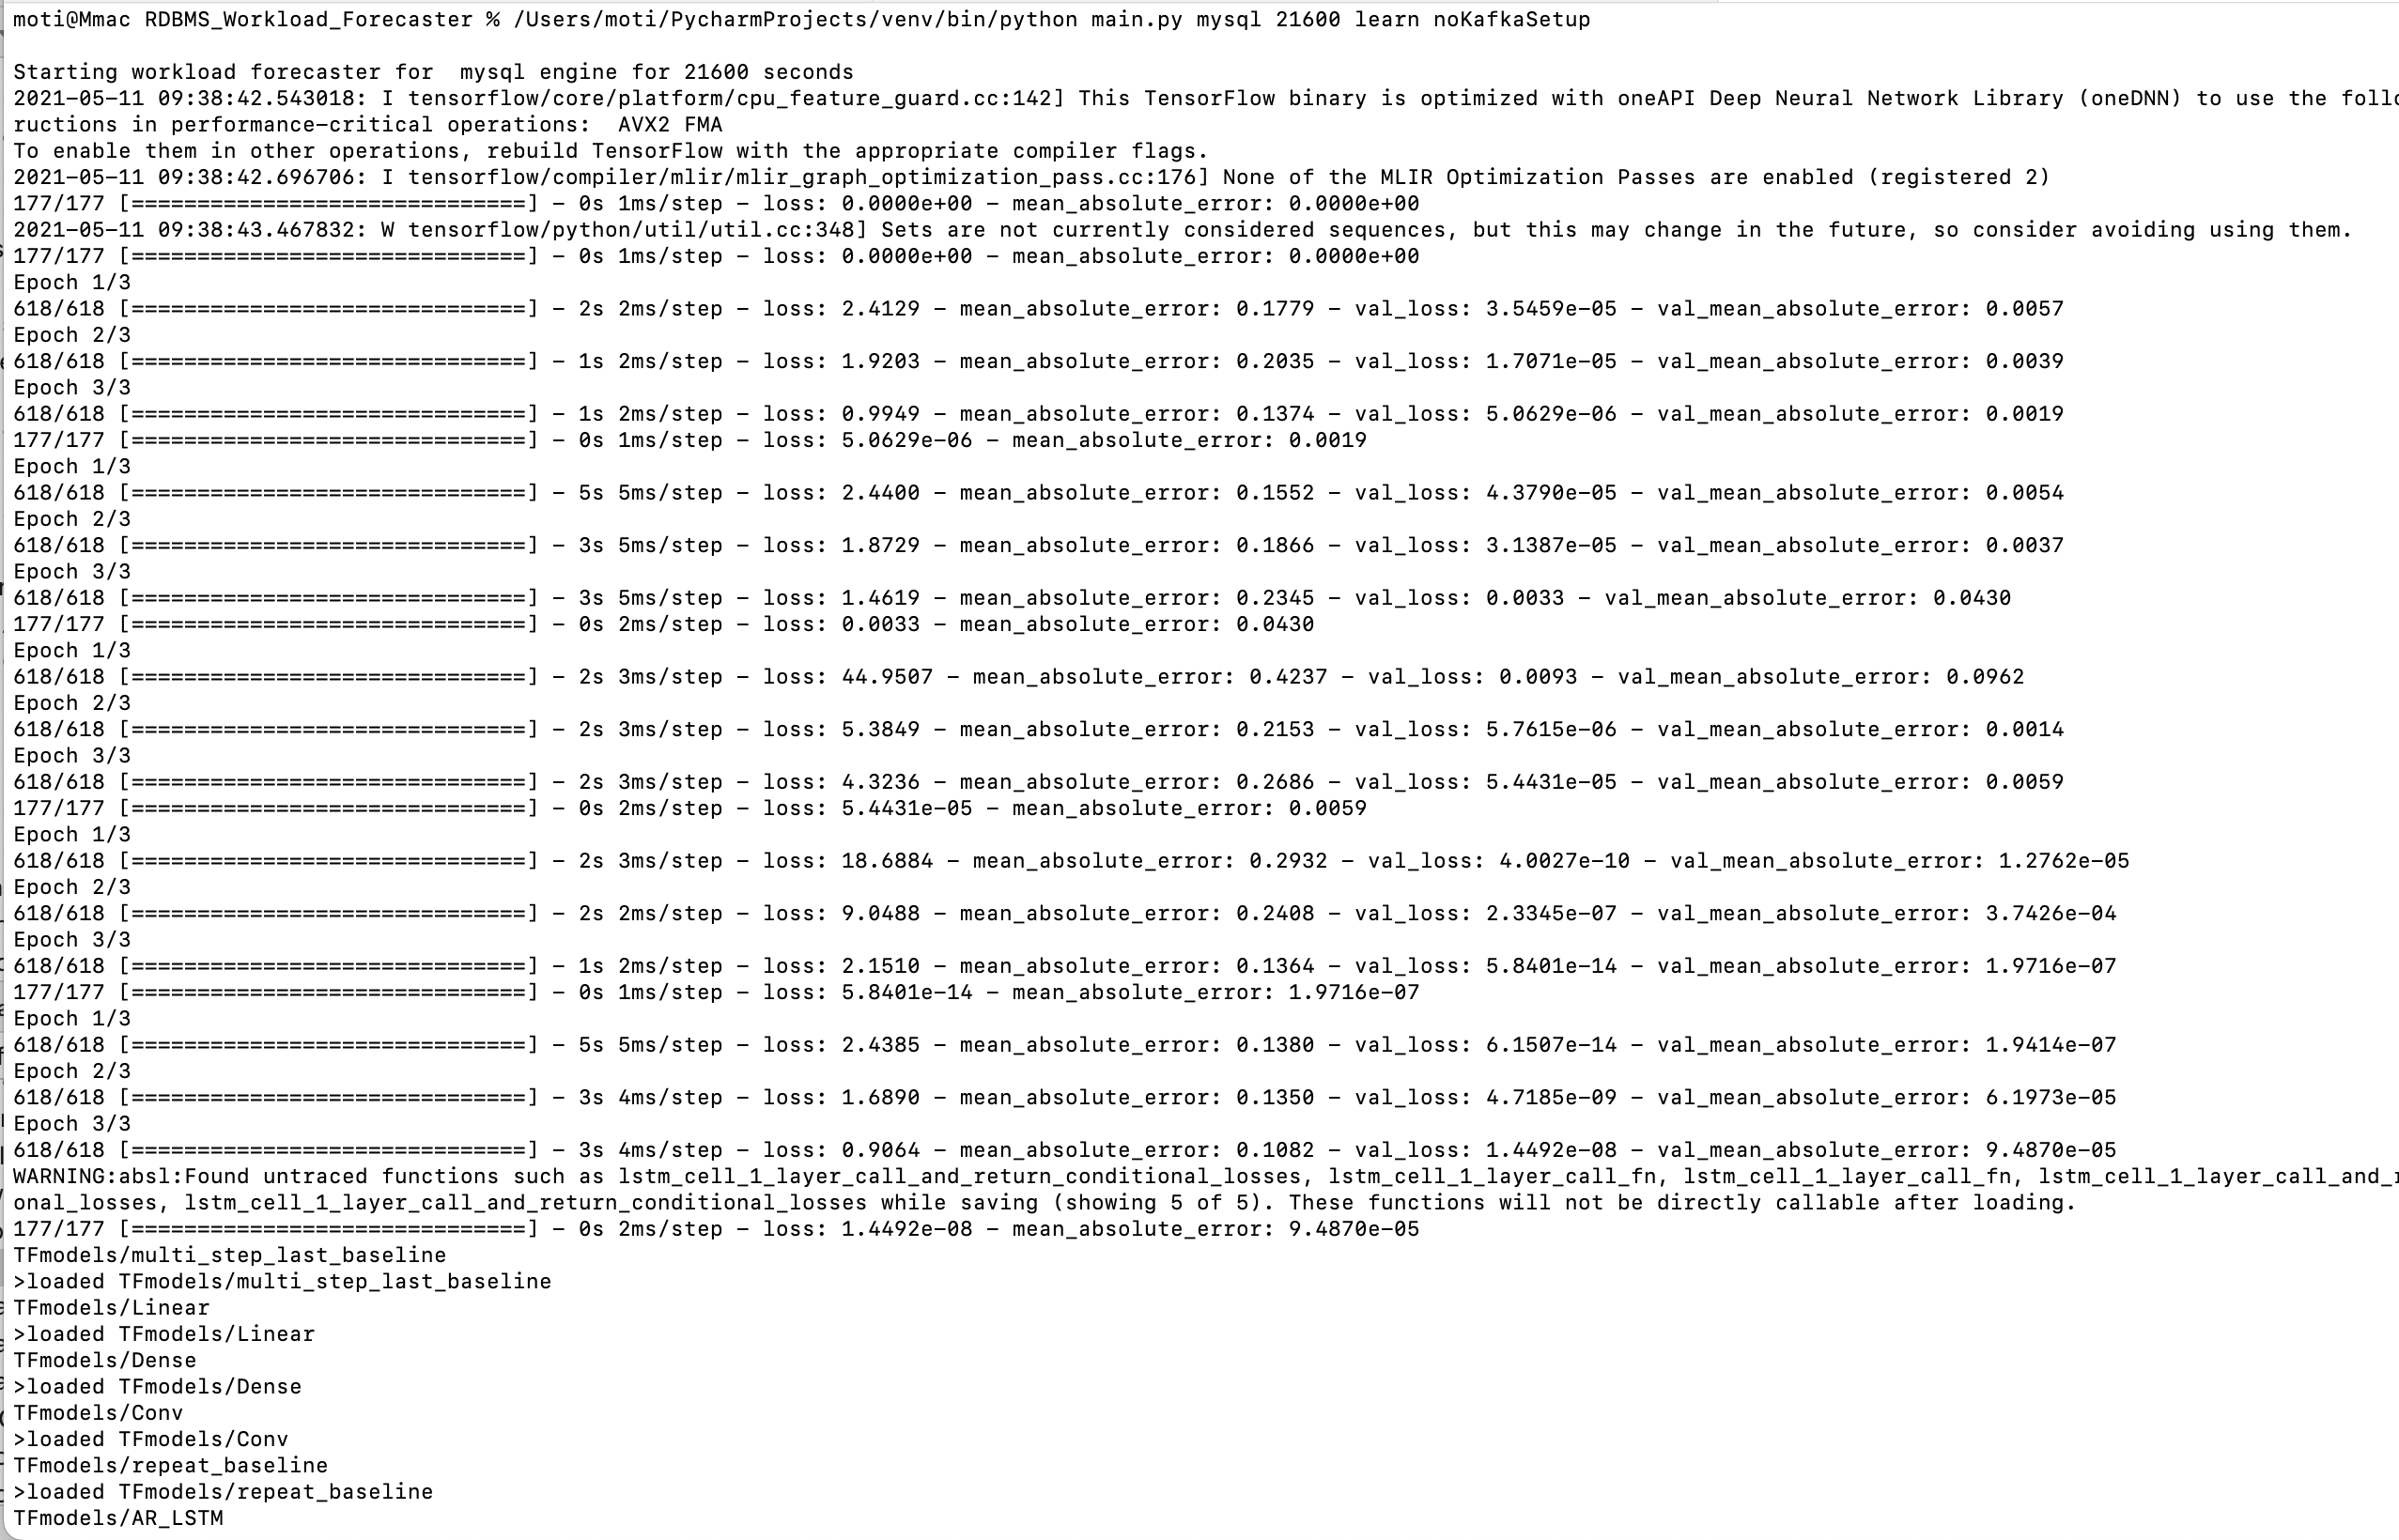 moti@Mmac RDBMS_Workload_Forecaster % /Users/moti/PycharmProjects/venv/bin/python main.py mysql 21600 learn noKafkaSetup
Starting workload forecaster for  mysql engine for 21600 seconds
2021-05-11 09:38:42.543018: I tensorflow/core/platform/cpu_feature_guard.cc:142] This TensorFlow binary is optimized with oneAPI Deep Neural Network Library (oneDNN) to use the
ructions in performance-critical operations:  AVX2 FMA
To enable them in other operations, rebuild TensorFlow with the appropriate compiler flags.
2021-05-11 09:38:42.696706: I tensorflow/compiler/mlir/mlir_graph_optimization_pass.cc:176] None of the MLIR Optimization Passes are enabled (registered 2)
177/177 [==============================] - 0s 1ms/step - loss: 0.0000e+00 - mean_absolute_error: 0.0000e+00
2021-05-11 09:38:43.467832: W tensorflow/python/util/util.cc:348] Sets are not currently considered sequences, but this may change in the future, so consider avoiding using them.
177/177 [==============================] - 0s 1ms/step - loss: 0.0000e+00 - mean_absolute_error: 0.0000e+00
Epoch 1/3
618/618 [==============================] - 2s 2ms/step - loss: 2.4129 - mean_absolute_error: 0.1779 - val_loss: 3.5459e-05 - val_mean_absolute_error: 0.0057
Epoch 2/3
618/618 [==============================] - 1s 2ms/step - loss: 1.9203 - mean_absolute_error: 0.2035 - val_loss: 1.7071e-05 - val_mean_absolute_error: 0.0039
Epoch 3/3
618/618 [==============================] - 1s 2ms/step - loss: 0.9949 - mean_absolute_error: 0.1374 - val_loss: 5.0629e-06 - val_mean_absolute_error: 0.0019
177/177 [==============================] - 0s 1ms/step - loss: 5.0629e-06 - mean_absolute_error: 0.0019
Epoch 1/3
618/618 [==============================] - 5s 5ms/step - loss: 2.4400 - mean_absolute_error: 0.1552 - val_loss: 4.3790e-05 - val_mean_absolute_error: 0.0054
Epoch 2/3
618/618 [==============================] - 3s 5ms/step - loss: 1.8729 - mean_absolute_error: 0.1866 - val_loss: 3.1387e-05 - val_mean_absolute_error: 0.0037
Epoch 3/3
618/618 [==============================] - 3s 5ms/step - loss: 1.4619 - mean_absolute_error: 0.2345 - val_loss: 0.0033 - val_mean_absolute_error: 0.0430
177/177 [==============================] - 0s 2ms/step - loss: 0.0033 - mean_absolute_error: 0.0430
Epoch 1/3
618/618 [==============================] - 2s 3ms/step - loss: 44.9507 - mean_absolute_error: 0.4237 - val_loss: 0.0093 - val_mean_absolute_error: 0.0962
Epoch 2/3
618/618 [==============================] - 2s 3ms/step - loss: 5.3849 - mean_absolute_error: 0.2153 - val_loss: 5.7615e-06 - val_mean_absolute_error: 0.0014
Epoch 3/3
618/618 [==============================] - 2s 3ms/step - loss: 4.3236 - mean_absolute_error: 0.2686 - val_loss: 5.4431e-05 - val_mean_absolute_error: 0.0059
177/177 [==============================] - 0s 2ms/step - loss: 5.4431e-05 - mean_absolute_error: 0.0059
Epoch 1/3
618/618 [==============================] - 2s 3ms/step - loss: 18.6884 - mean_absolute_error: 0.2932 - val_loss: 4.0027e-10 - val_mean_absolute_error: 1.2762e-05
Epoch 2/3
618/618 [==============================] - 2s 2ms/step - loss: 9.0488 - mean_absolute_error: 0.2408 - val_loss: 2.3345e-07 - val_mean_absolute_error: 3.7426e-04
Epoch 3/3
618/618 [==============================] - 1s 2ms/step - loss: 2.1510 - mean_absolute_error: 0.1364 - val_loss: 5.8401e-14 - val_mean_absolute_error: 1.9716e-07
177/177 [==============================] - 0s 1ms/step - loss: 5.8401e-14 - mean_absolute_error: 1.9716e-07
Epoch 1/3
618/618 [==============================] - 5s 5ms/step - loss: 2.4385 - mean_absolute_error: 0.1380 - val_loss: 6.1507e-14 - val_mean_absolute_error: 1.9414e-07
Epoch 2/3
618/618 [==============================] - 3s 4ms/step - loss: 1.6890 - mean_absolute_error: 0.1350 - val_loss: 4.7185e-09 - val_mean_absolute_error: 6.1973e-05
Epoch 3/3
618/618 [==============================] - 3s 4ms/step - loss: 0.9064 - mean_absolute_error: 0.1082 - val_loss: 1.4492e-08 - val_mean_absolute_error: 9.4870e-05
WARNING:absl:Found untraced functions such as lstm_cell_1_layer_call_and_return_conditional_losses, lstm_cell_1_layer_call_fn, lstm_cell_1_layer_call_fn, lstm_cell_1_layer_call_and_
onal_losses, lstm_cell_1_layer_call_and_return_conditional_losses while saving (showing 5 of 5). These functions will not be directly callable after loading.
177/177 [==============================] - 0s 2ms/step - loss: 1.4492e-08 - mean_absolute_error: 9.4870e-05
TFmodels/multi_step_last_baseline
>loaded TFmodels/multi_step_last_baseline
TFmodels/Linear
>loaded TFmodels/Linear
TFmodels/Dense
>loaded TFmodels/Dense
TFmodels/Conv
>loaded TFmodels/Conv
TFmodels/repeat_baseline
>loaded TFmodels/repeat_baseline
TFmodels/AR_LSTM